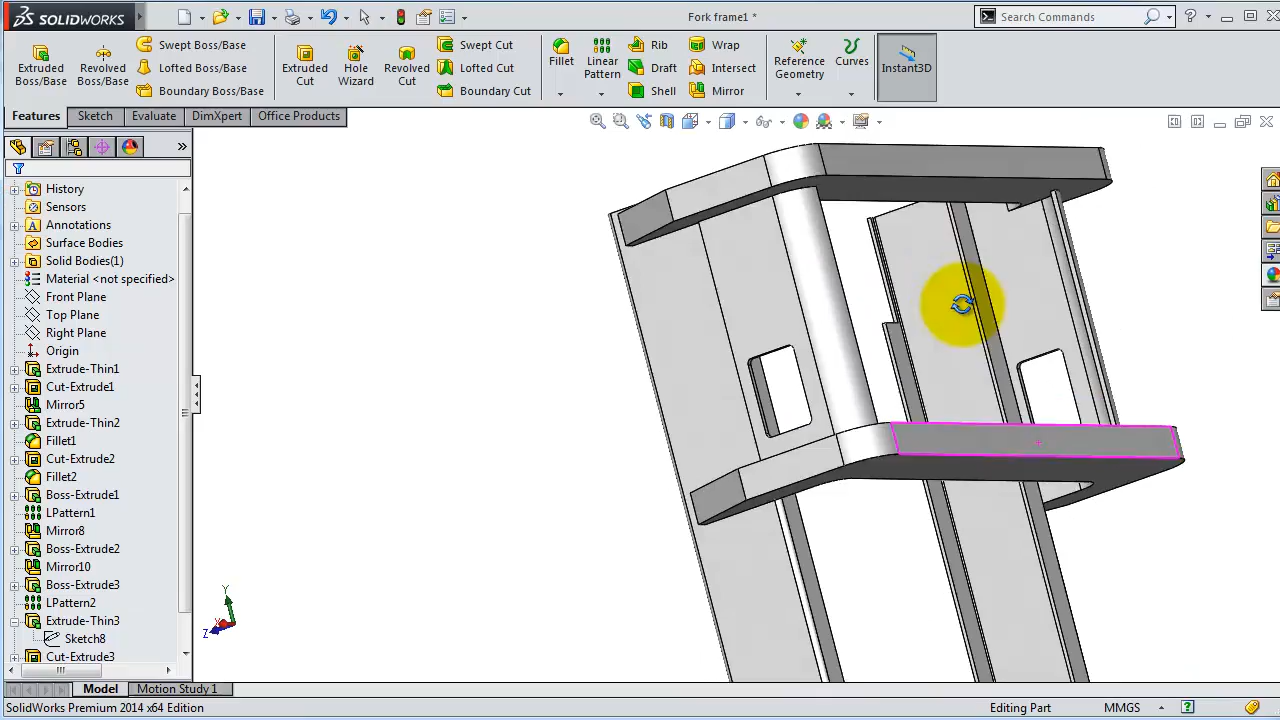 SOLIDWORKS
Fork frame1 *
Search Commands
Extruded Boss/Base
Revolved Boss/Base
Swept Boss/Base
Lofted Boss/Base
Boundary Boss/Base
Extruded Cut
Hole Wizard
Revolved Cut
Swept Cut
Lofted Cut
Boundary Cut
Fillet
Linear Pattern
Rib
Draft
Shell
Wrap
Intersect
Mirror
Reference Geometry
Curves
Instant3D
Features
Sketch
Evaluate
DimXpert
Office Products
History
Sensors
Annotations
Surface Bodies
Solid Bodies(1)
Material <not specified>
Front Plane
Top Plane
Right Plane
Origin
Extrude-Thin1
Cut-Extrude1
Mirror5
Extrude-Thin2
Fillet1
Cut-Extrude2
Fillet2
Boss-Extrude1
LPattern1
Mirror8
Boss-Extrude2
Mirror10
Boss-Extrude3
LPattern2
Extrude-Thin3
Sketch8
Cut-Extrude3
Y
Z
Model
Motion Study 1
SolidWorks Premium 2014 x64 Edition
Editing Part
MMGS